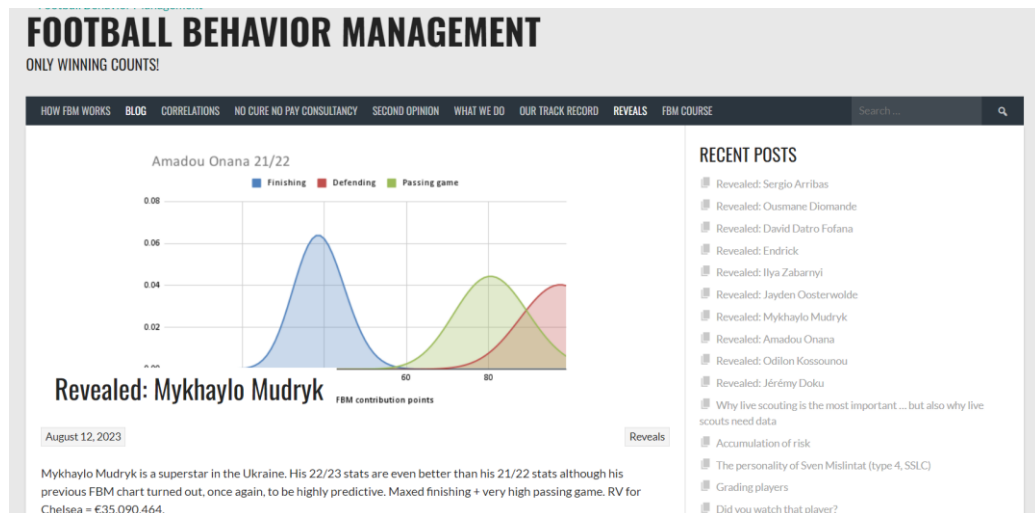 FOOTBALL BEHAVIOR MANAGEMENT
ONLY WINNING COUNTS!
HOW FBM WORKS BLOG CORRELATIONS NO CURE NO PAY CONSULTANCY SECOND OPINION WHAT WE DO OUR TRACK RECORD REVEALS FBM COURSE Search ...
Amadou Onana 21/22
Finishing Defending Passing game
0.08
0.06
0.04
0.02
0.00
60 80
FBM contribution points
Revealed: Mykhaylo Mudryk
August 12, 2023 Reveals
Mykhaylo Mudryk is a superstar in the Ukraine. His 22/23 stats are even better than his 21/22 stats although his
previous FBM chart turned out, once again, to be highly predictive. Maxed finishing + very high passing game. RV for
Chelsea = €35.090.464.
RECENT POSTS
Revealed: Sergio Arribas
Revealed: Ousmane Diomande
Revealed: David Datro Fofana
Revealed: Endrick
Revealed: Ilya Zabarnyi
Revealed: Jayden Oosterwolde
Revealed: Mykhaylo Mudryk
Revealed: Amadou Onana
Revealed: Odilon Kossounou
Revealed: Jérémy Doku
Why live scouting is the most important ... but also why live
scouts need data
Accumulation of risk
The personality of Sven Mislintat (type 4, SSLC)
Grading players
Did you watch that player?